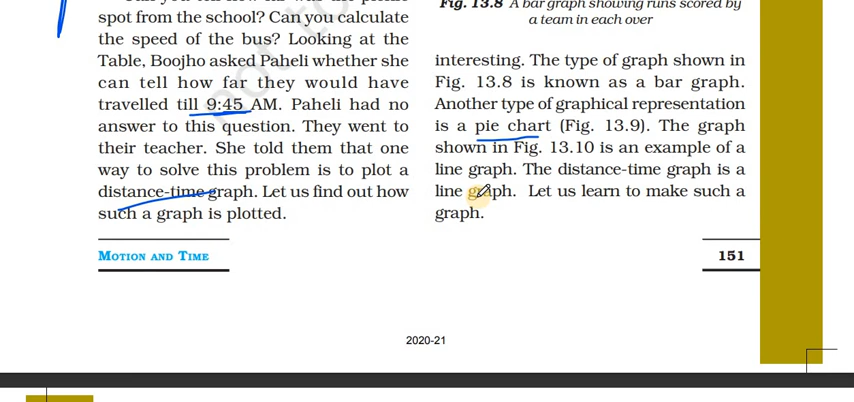 spot from the school? Can you calculate
the speed of the bus? Looking at the
Table, Boojho asked Paheli whether she
can tell how far they would have
travelled till 9:45 AM. Paheli had no
answer to this question. They went to
their teacher. She told them that one
way to solve this problem is to plot a
distance-time graph. Let us find out how
such a graph is plotted.
Fig. 13.8 A bar graph showing runs scored by
a team in each over
interesting. The type of graph shown in
Fig. 13.8 is known as a bar graph.
Another type of graphical representation
is a pie chart (Fig. 13.9). The graph
shown in Fig. 13.10 is an example of a
line graph. The distance-time graph is a
line graph. Let us learn to make such a
graph.
MOTION AND TIME
151
2020-21